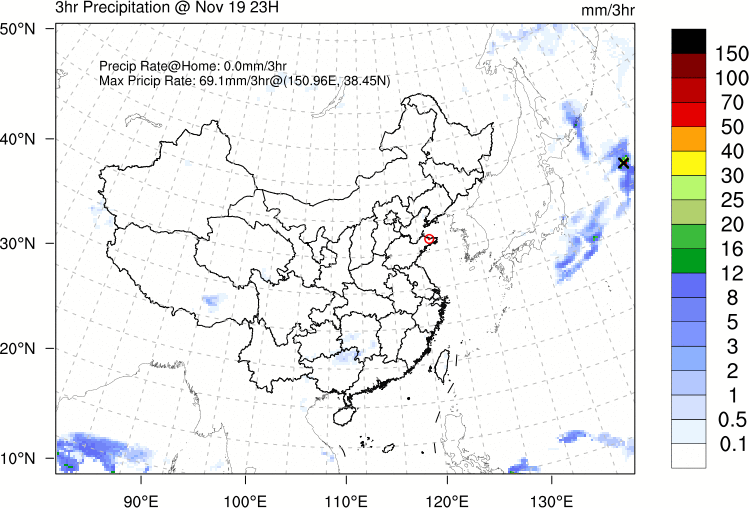 3hr Precipitation @ Nov 19 23H
mm/3hr
Precip Rate@Home: 0.0mm/3hr
Max Pricip Rate: 69.1mm/3hr@(150.96E, 38.45N)
50°N
40°N
30°N
20°N
10°N
90°E 100°E 110°E 120°E 130°E
150
100
70
50
40
30
25
20
16
12
8
5
3
2
1
0.5
0.1